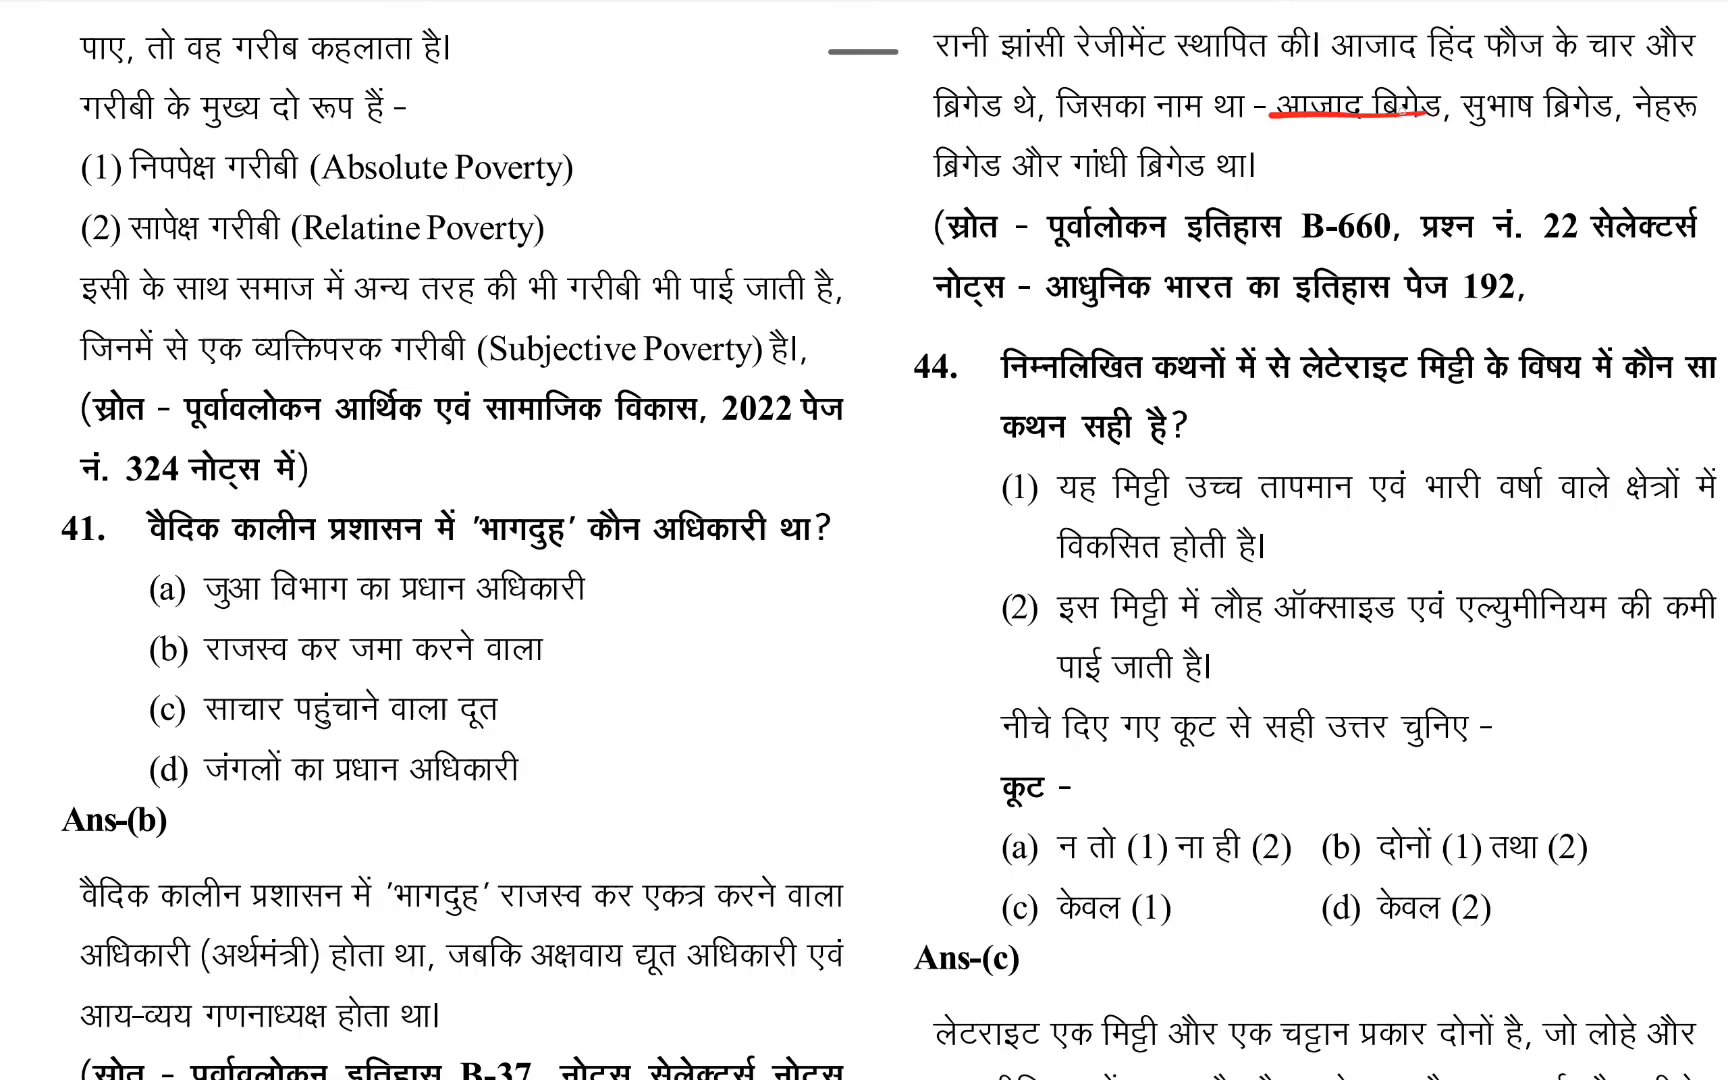 पाए, तो वह गरीब कहलाता है।
गरीबी के मुख्य दो रूप हैं -
(1) निपपेक्ष गरीबी (Absolute Poverty)
(2) सापेक्ष गरीबी (Relatine Poverty)
इसी के साथ समाज में अन्य तरह की भी गरीबी भी पाई जाती है,
जिनमें से एक व्यक्तिपरक गरीबी (Subjective Poverty) है।,
(स्रोत - पूर्वावलोकन आर्थिक एवं सामाजिक विकास, 2022 पेज
नं. 324 नोट्स में)
41. वैदिक कालीन प्रशासन में 'भागदुह' कौन अधिकारी था?
(a) जुआ विभाग का प्रधान अधिकारी
(b) राजस्व कर जमा करने वाला
(c) साचार पहुंचाने वाला दूत
(d) जंगलों का प्रधान अधिकारी
Ans-(b)
वैदिक कालीन प्रशासन में 'भागदुह' राजस्व कर एकत्र करने वाला
अधिकारी (अर्थमंत्री) होता था, जबकि अक्षवाय द्यूत अधिकारी एवं
आय-व्यय गणनाध्यक्ष होता था।
(स्रोत - पूर्वावलोकन इतिहास B-37, नोट्स सेलेक्टर्स नोट्स
रानी झांसी रेजीमेंट स्थापित की। आजाद हिंद फौज के चार और
ब्रिगेड थे, जिसका नाम था - आजाद ब्रिगेड, सुभाष ब्रिगेड, नेहरू
ब्रिगेड और गांधी ब्रिगेड था।
(स्रोत - पूर्वालोकन इतिहास B-660, प्रश्न नं. 22 सेलेक्टर्स
नोट्स - आधुनिक भारत का इतिहास पेज 192,
44. निम्नलिखित कथनों में से लेटेराइट मिट्टी के विषय में कौन सा
कथन सही है?
(1) यह मिट्टी उच्च तापमान एवं भारी वर्षा वाले क्षेत्रों में
विकसित होती है।
(2) इस मिट्टी में लौह ऑक्साइड एवं एल्युमीनियम की कमी
पाई जाती है।
नीचे दिए गए कूट से सही उत्तर चुनिए -
कूट -
(a) न तो (1) ना ही (2) (b) दोनों (1) तथा (2)
(c) केवल (1) (d) केवल (2)
Ans-(c)
लेटराइट एक मिट्टी और एक चट्टान प्रकार दोनों है, जो लोहे और